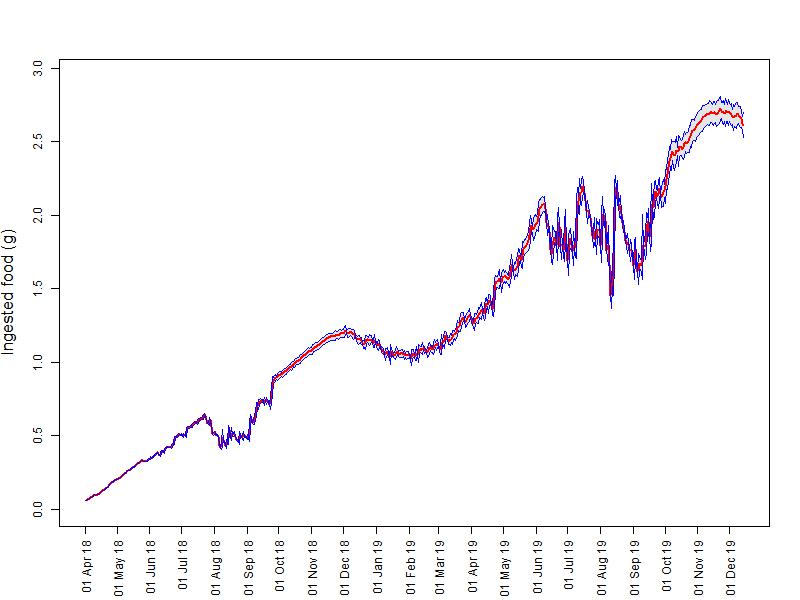 Ingested food (g)
3.0
2.5
2.0
1.5
1.0
0.5
0.0
01 Apr 18
01 May 18
01 Jun 18
01 Jul 18
01 Aug 18
01 Sep 18
01 Oct 18
01 Nov 18
01 Dec 18
01 Jan 19
01 Feb 19
01 Mar 19
01 Apr 19
01 May 19
01 Jun 19
01 Jul 19
01 Aug 19
01 Sep 19
01 Oct 19
01 Nov 19
01 Dec 19